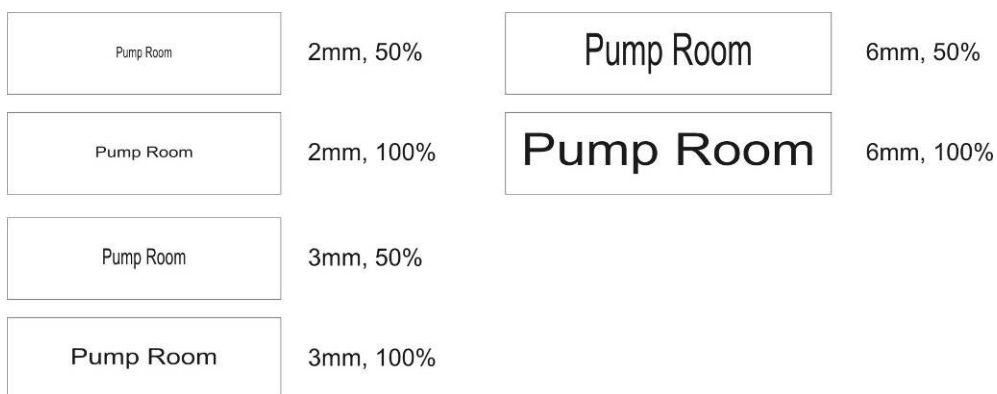 Pump Room 2mm, 50%
Pump Room 2mm, 100%
Pump Room 3mm, 50%
Pump Room 3mm, 100%
Pump Room 6mm, 50%
Pump Room 6mm, 100%